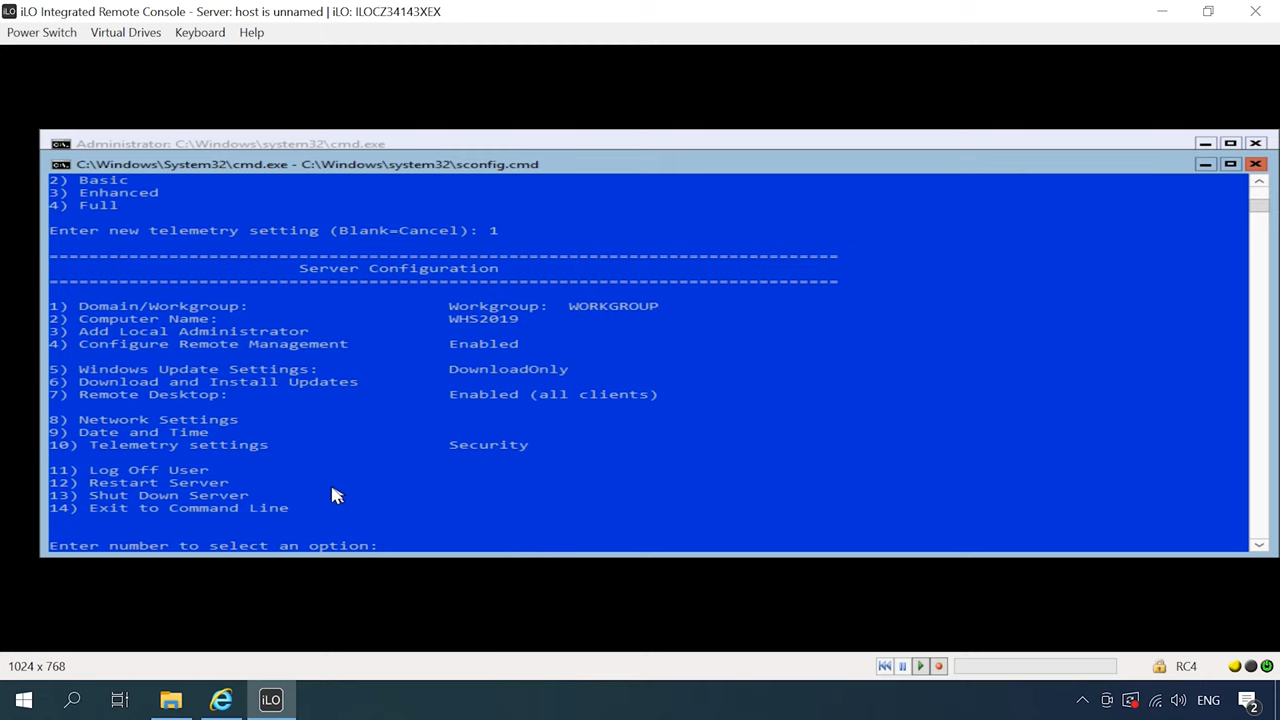 iLO Integrated Remote Console - Server: host is unnamed | iLO: ILOCZ34143XEX
Power Switch Virtual Drives Keyboard Help
Administrator: C:\Windows\system32\cmd.exe
C:\Windows\System32\cmd.exe - C:\Windows\system32\sconfig.cmd
2) Basic
3) Enhanced
4) Full
Enter new telemetry setting (Blank=Cancel): 1
===============================================================================
Server Configuration
===============================================================================
1) Domain/Workgroup: Workgroup: WORKGROUP
2) Computer Name: WHS2019
3) Add Local Administrator
4) Configure Remote Management Enabled
5) Windows Update Settings: DownloadOnly
6) Download and Install Updates
7) Remote Desktop: Enabled (all clients)
8) Network Settings
9) Date and Time
10) Telemetry settings Security
11) Log Off User
12) Restart Server
13) Shut Down Server
14) Exit to Command Line
Enter number to select an option:
1024 x 768 RC4
iLO ENG 2